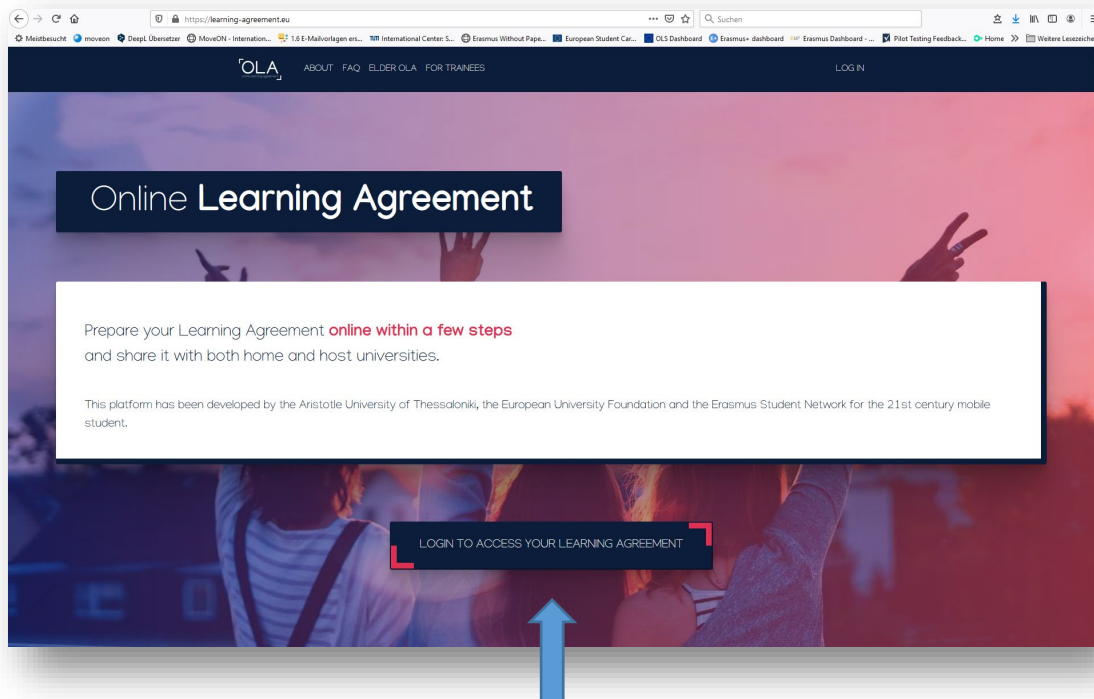 https://learning-agreement.eu
Suchen
Meistbesucht moveon DeepL Übersetzer MoveON - Internation... 1.6 E-Mailvorlagen ers... TUM International Center: S... Erasmus Without Pape... European Student Car... OLS Dashboard Erasmus+ dashboard Erasmus Dashboard - ... Pilot Testing Feedback... Home Weitere Lesezeiche
OLA ABOUT FAQ ELDER OLA FOR TRAINEES LOG IN
Online Learning Agreement
Prepare your Learning Agreement online within a few steps
and share it with both home and host universities.
This platform has been developed by the Aristotle University of Thessaloniki, the European University Foundation and the Erasmus Student Network for the 21st century mobile
student.
LOGIN TO ACCESS YOUR LEARNING AGREEMENT